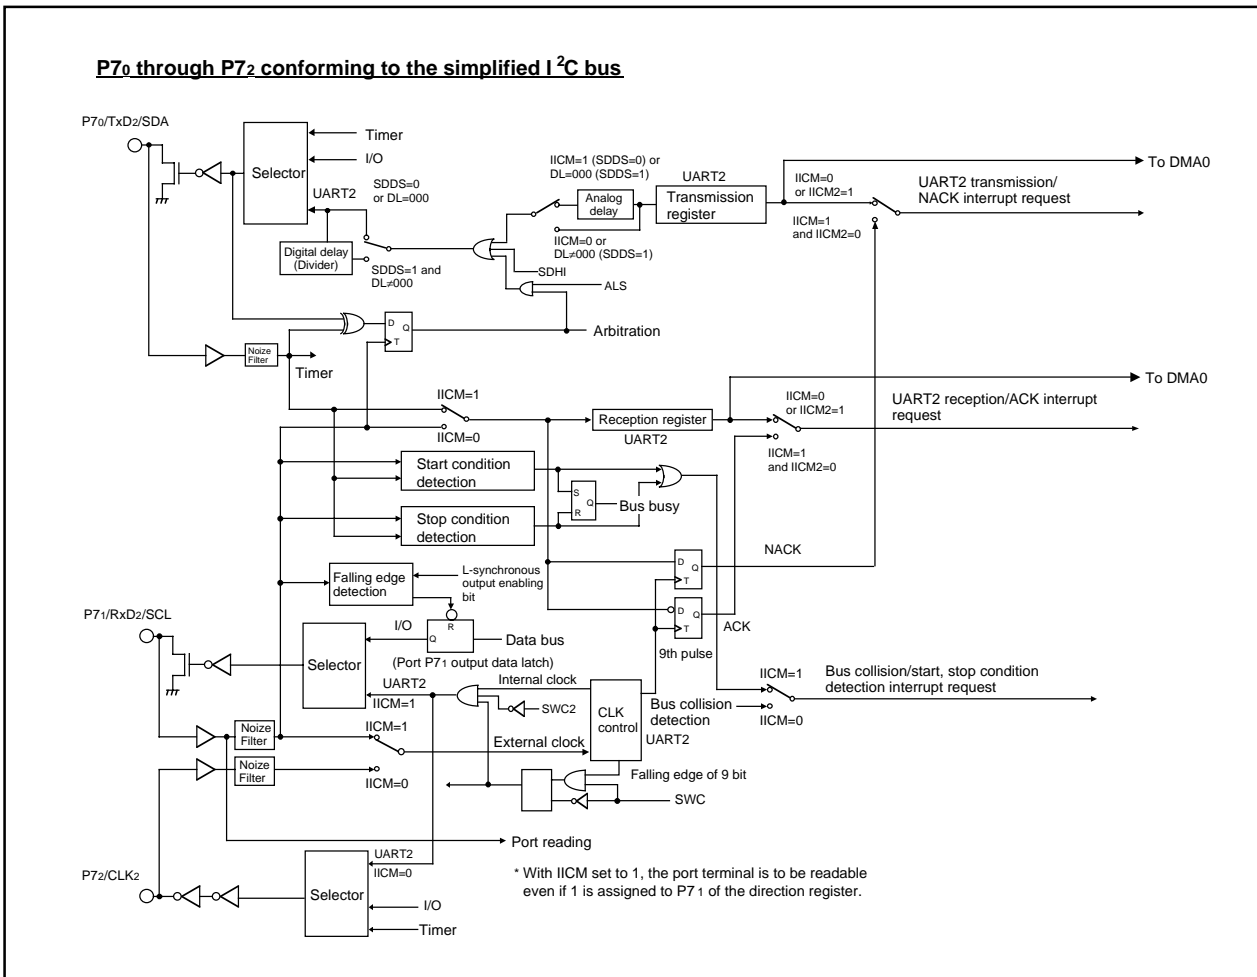 P70 through P72 conforming to the simplified I 2C bus
P70/TxD2/SDA
Selector
Timer
I/O
UART2
SDDS=0
or DL=000
Digital delay
(Divider)
SDDS=1 and
DL≠000
IICM=1 (SDDS=0) or
DL=000 (SDDS=1)
Analog
delay
IICM=0 or
DL≠000 (SDDS=1)
SDHI
ALS
UART2
Transmission
register
To DMA0
IICM=0
or IICM2=1
IICM=1
and IICM2=0
UART2 transmission/
NACK interrupt request
D
Q
T
Arbitration
Noize
Filter
Timer
IICM=1
IICM=0
Reception register
UART2
To DMA0
IICM=0
or IICM2=1
IICM=1
and IICM2=0
UART2 reception/ACK interrupt
request
Start condition
detection
Stop condition
detection
S
R
Q
Bus busy
NACK
D
Q
T
D
Q
T
ACK
9th pulse
Falling edge
detection
L-synchronous
output enabling
bit
P71/RxD2/SCL
Selector
I/O
R
Q
Data bus
(Port P71 output data latch)
UART2
IICM=1
Internal clock
SWC2
CLK
control
UART2
Bus collision
detection
IICM=1
IICM=0
Bus collision/start, stop condition
detection interrupt request
Noize
Filter
Noize
Filter
IICM=1
IICM=0
External clock
Falling edge of 9 bit
SWC
Port reading
P72/CLK2
Selector
UART2
IICM=0
I/O
Timer
* With IICM set to 1, the port terminal is to be readable
even if 1 is assigned to P71 of the direction register.